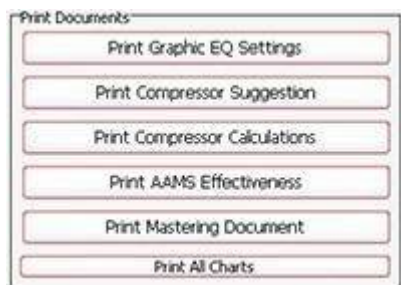 Print Documents
Print Graphic EQ Settings
Print Compressor Suggestion
Print Compressor Calculations
Print AAMS Effectiveness
Print Mastering Document
Print All Charts